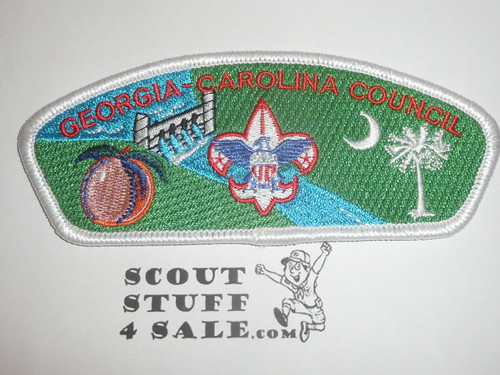 GEORGIA-CAROLINA COUNCIL
SCOUT
STUFF
4 SALE.com